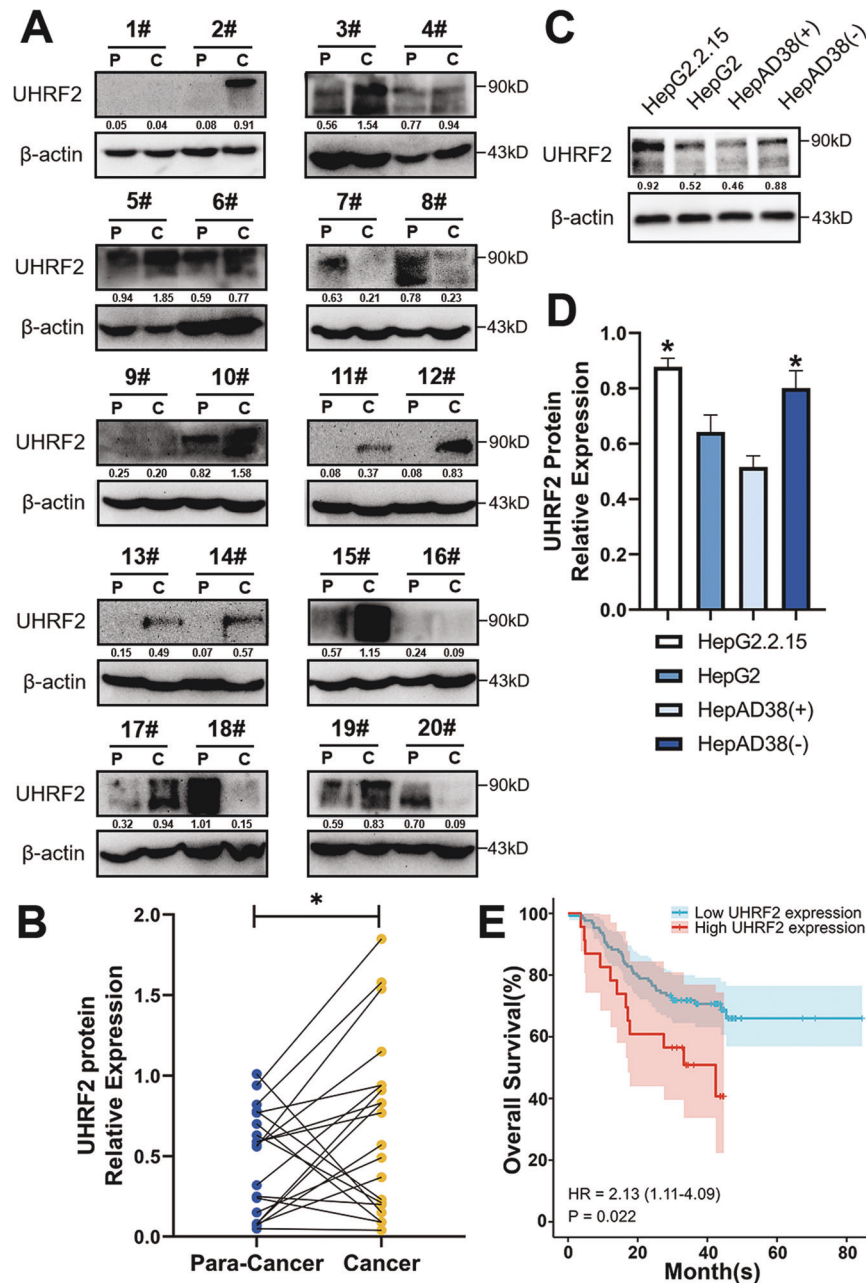 A
1# 2#
P C P C
UHRF2
0.05 0.04 0.08 0.91
β-actin
3# 4#
P C P C
90kD
0.56 1.54 0.77 0.94
43kD
5# 6#
P C P C
UHRF2
0.94 1.85 0.59 0.77
β-actin
7# 8#
P C P C
90kD
0.63 0.21 0.78 0.23
43kD
9# 10#
P C P C
UHRF2
0.25 0.20 0.82 1.58
β-actin
11# 12#
P C P C
90kD
0.08 0.37 0.08 0.83
43kD
13# 14#
P C P C
UHRF2
0.15 0.49 0.07 0.57
β-actin
15# 16#
P C P C
90kD
0.57 1.15 0.24 0.09
43kD
17# 18#
P C P C
UHRF2
0.32 0.94 1.01 0.15
β-actin
19# 20#
P C P C
90kD
0.59 0.83 0.70 0.09
43kD
B
UHRF2 protein
Relative Expression
2.0
1.5
1.0
0.5
0.0
*
Para-Cancer Cancer
C
HepG2.2.15
HepG2
HepAD38(+)
HepAD38(-)
UHRF2
90kD
0.92 0.52 0.46 0.88
β-actin
43kD
D
UHRF2 Protein
Relative Expression
1.0
0.8
0.6
0.4
0.2
0.0
* *
HepG2.2.15
HepG2
HepAD38(+)
HepAD38(-)
E
Overall Survival(%)
100
80
60
40
20
0
Low UHRF2 expression
High UHRF2 expression
HR = 2.13 (1.11-4.09)
P = 0.022
0 20 40 60 80
Month(s)